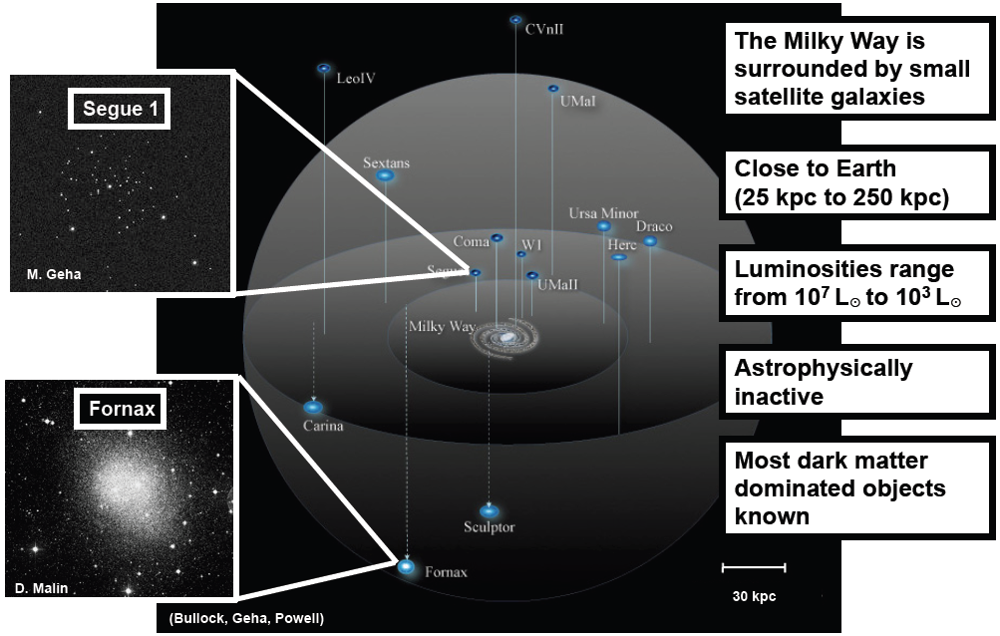 CVnII
LeoIV
UMaI
Segue 1
Sextans
Ursa Minor
Draco
Coma
W1
Herc
Segue
UMaII
M. Geha
Milky Way
Fornax
Carina
Sculptor
Fornax
D. Malin
30 kpc
(Bullock, Geha, Powell)
The Milky Way is
surrounded by small
satellite galaxies
Close to Earth
(25 kpc to 250 kpc)
Luminosities range
from 10⁷ L☉ to 10³ L☉
Astrophysically
inactive
Most dark matter
dominated objects
known